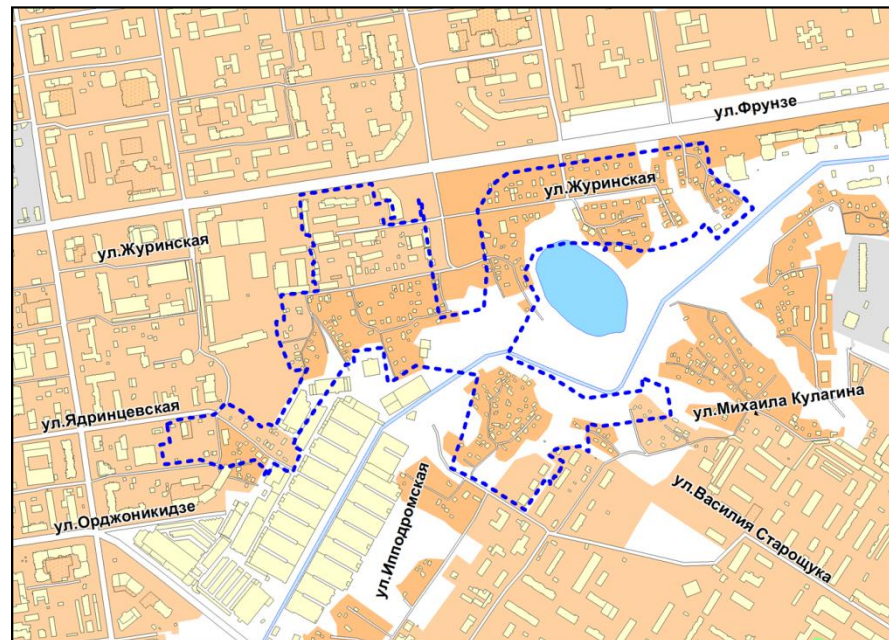 ул.Фрунзе
ул.Журинская
ул.Журинская
ул.Ядринцевская
ул.Михаила Кулагина
ул.Орджоникидзе
ул.Ипподромская
ул.Василия Старощука